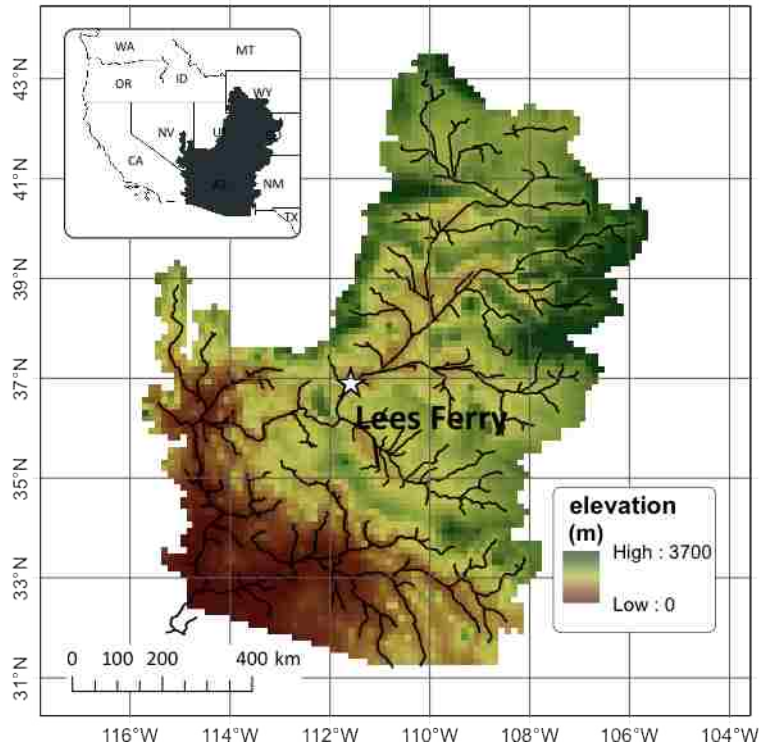 WA
MT
OR
ID
WY
NV
U
CA
AZ
NM
TX
43°N
41°N
39°N
37°N
35°N
33°N
31°N
Lees Ferry
elevation
(m)
High : 3700
Low : 0
0 100 200 400 km
116°W 114°W 112°W 110°W 108°W 106°W 104°W